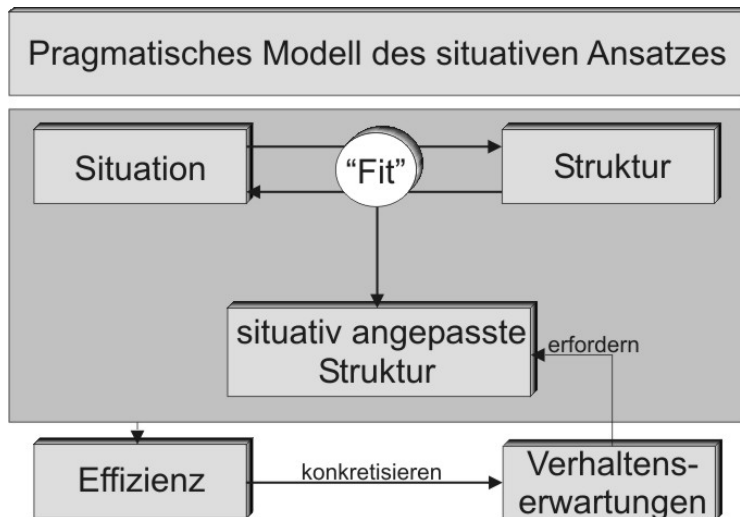 Pragmatisches Modell des situativen Ansatzes
Situation
“Fit”
Struktur
situativ angepasste
Struktur
erfordern
Effizienz
konkretisieren
Verhaltens-
erwartungen